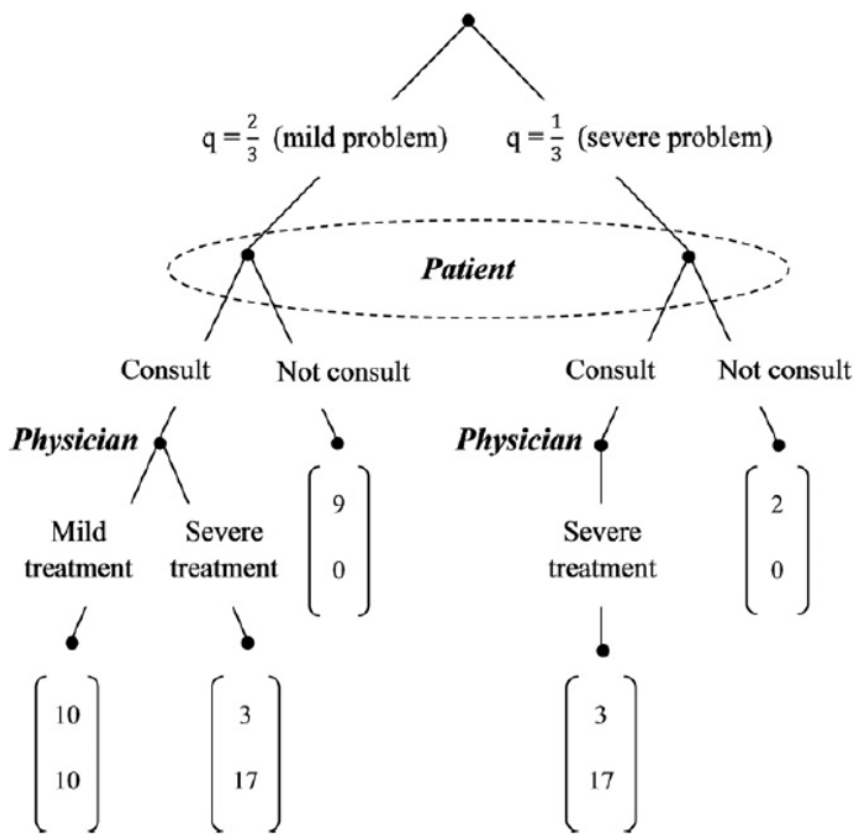 q = 2/3 (mild problem) q = 1/3 (severe problem)
Patient
Consult Not consult Consult Not consult
Physician Physician
9 2
Mild Severe Severe
treatment treatment 0 treatment 0
10 3 3
10 17 17